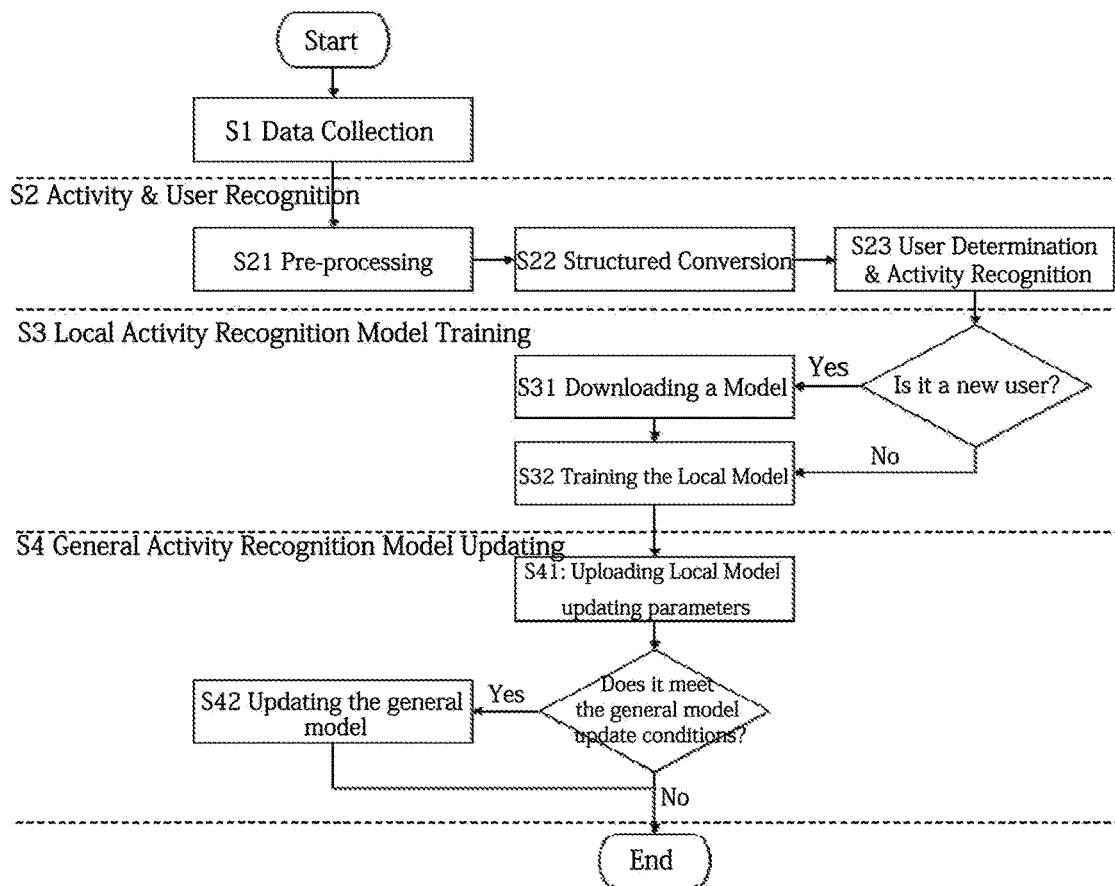 Start
S1 Data Collection
S2 Activity & User Recognition
S21 Pre-processing
S22 Structured Conversion
S23 User Determination
& Activity Recognition
S3 Local Activity Recognition Model Training
Is it a new user?
Yes
S31 Downloading a Model
No
S32 Training the Local Model
S4 General Activity Recognition Model Updating
S41: Uploading Local Model
updating parameters
Does it meet
the general model
update conditions?
Yes
S42 Updating the general
model
No
End